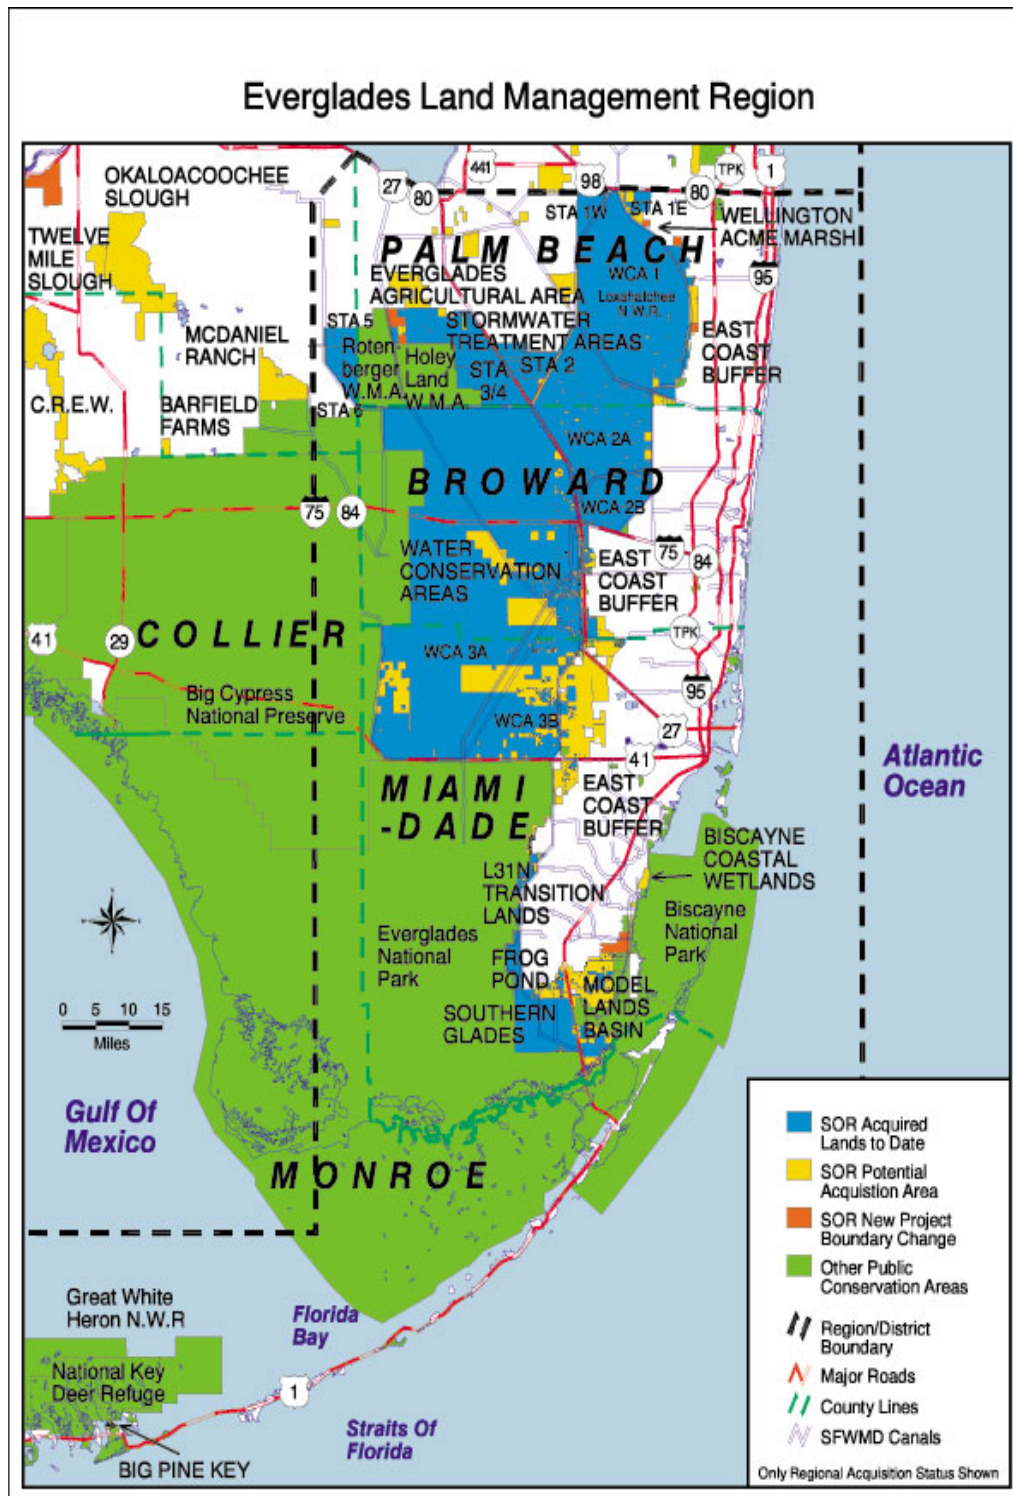 Everglades Land Management Region
OKALOACOOCHEE
SLOUGH
27
80
441
98
80
TPK
1
STA 1W
STA 1E
WELLINGTON
ACME MARSH
TWELVE
MILE
SLOUGH
PALM BEACH
95
EVERGLADES
AGRICULTURAL AREA
WCA 1
Loxahatchee
N.W.R.
STORMWATER
TREATMENT AREAS
STA 5
MCDANIEL
RANCH
Roten-
berger
W.M.A.
Holey
Land
W.M.A.
STA
3/4
STA 2
EAST
COAST
BUFFER
C.R.E.W.
BARFIELD
FARMS
STA 6
WCA 2A
BROWARD
WCA 2B
75
84
WATER
CONSERVATION
AREAS
EAST
COAST
BUFFER
75
84
41
29
COLLIER
TPK
WCA 3A
Big Cypress
National Preserve
95
WCA 3B
27
41
Atlantic
Ocean
MIAMI
-DADE
EAST
COAST
BUFFER
BISCAYNE
COASTAL
WETLANDS
L31N
TRANSITION
LANDS
Biscayne
National
Park
Everglades
National
Park
FROG
POND
MODEL
LANDS
BASIN
SOUTHERN
GLADES
0 5 10 15
Miles
Gulf Of
Mexico
MONROE
SOR Acquired
Lands to Date
SOR Potential
Acquistion Area
SOR New Project
Boundary Change
Other Public
Conservation Areas
Region/District
Boundary
Major Roads
County Lines
SFWMD Canals
Only Regional Acquisition Status Shown
Great White
Heron N.W.R
Florida
Bay
National Key
Deer Refuge
1
Straits Of
Florida
BIG PINE KEY